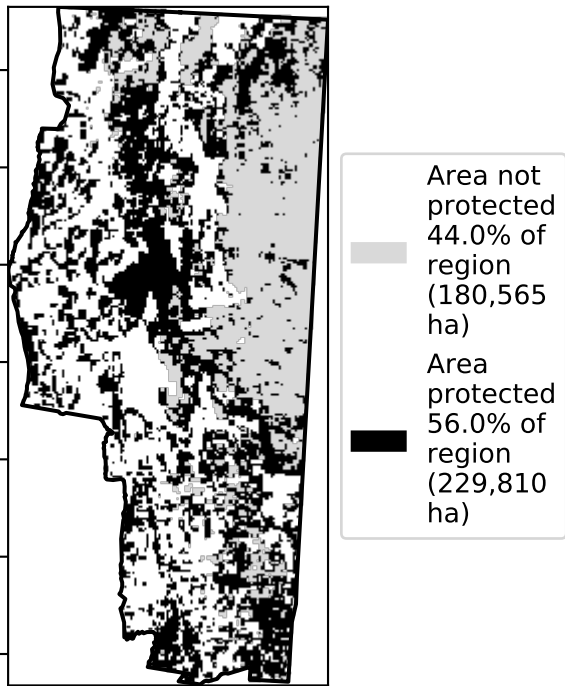 Area not
protected
44.0% of
region
(180,565
ha)
Area
protected
56.0% of
region
(229,810
ha)